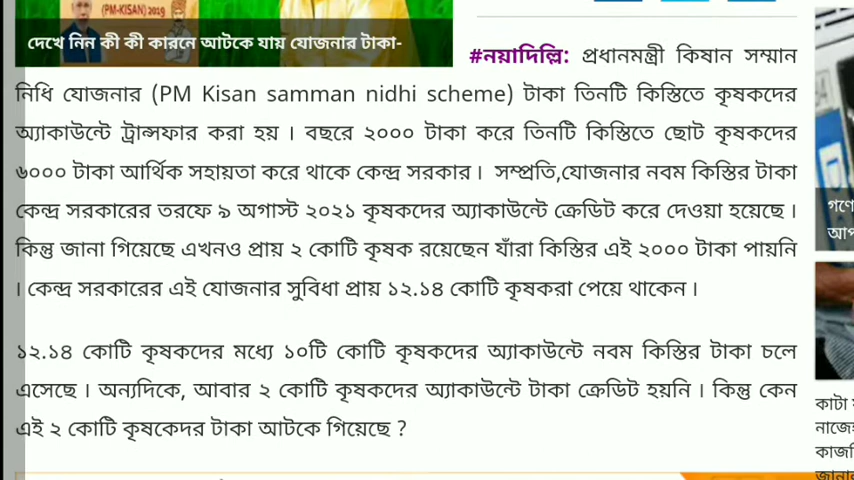 (PM-KISAN) 2019
দেখে নিন কী কী কারনে আটকে যায় যোজনার টাকা-
#নয়াদিল্লি: প্রধানমন্ত্রী কিষান সম্মান
নিধি যোজনার (PM Kisan samman nidhi scheme) টাকা তিনটি কিস্তিতে কৃষকদের
অ্যাকাউন্টে ট্রান্সফার করা হয় । বছরে ২০০০ টাকা করে তিনটি কিস্তিতে ছোট কৃষকদের
৬০০০ টাকা আর্থিক সহায়তা করে থাকে কেন্দ্র সরকার । সম্প্রতি,যোজনার নবম কিস্তির টাকা
কেন্দ্র সরকারের তরফে ৯ অগাস্ট ২০২১ কৃষকদের অ্যাকাউন্টে ক্রেডিট করে দেওয়া হয়েছে ।
কিন্তু জানা গিয়েছে এখনও প্রায় ২ কোটি কৃষক রয়েছেন যাঁরা কিস্তির এই ২০০০ টাকা পায়নি
। কেন্দ্র সরকারের এই যোজনার সুবিধা প্রায় ১২.১৪ কোটি কৃষকরা পেয়ে থাকেন ।
১২.১৪ কোটি কৃষকদের মধ্যে ১০টি কোটি কৃষকদের অ্যাকাউন্টে নবম কিস্তির টাকা চলে
এসেছে । অন্যদিকে, আবার ২ কোটি কৃষকদের অ্যাকাউন্টে টাকা ক্রেডিট হয়নি । কিন্তু কেন
এই ২ কোটি কৃষকেদর টাকা আটকে গিয়েছে ?
কাটা